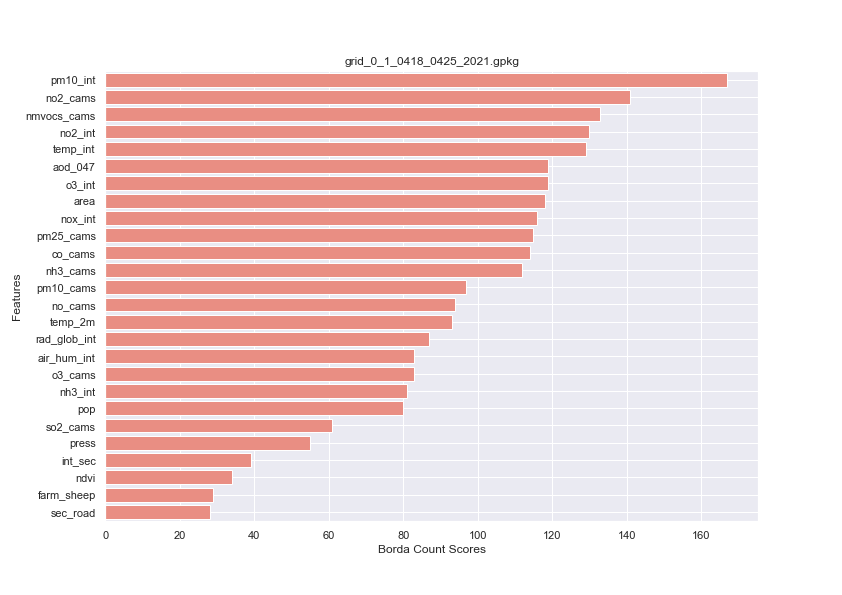 grid_0_1_0418_0425_2021.gpkg
pm10_int
no2_cams
nmvocs_cams
no2_int
temp_int
aod_047
o3_int
area
nox_int
pm25_cams
co_cams
nh3_cams
pm10_cams
no_cams
temp_2m
rad_glob_int
air_hum_int
o3_cams
nh3_int
pop
so2_cams
press
int_sec
ndvi
farm_sheep
sec_road
Features
0 20 40 60 80 100 120 140 160
Borda Count Scores